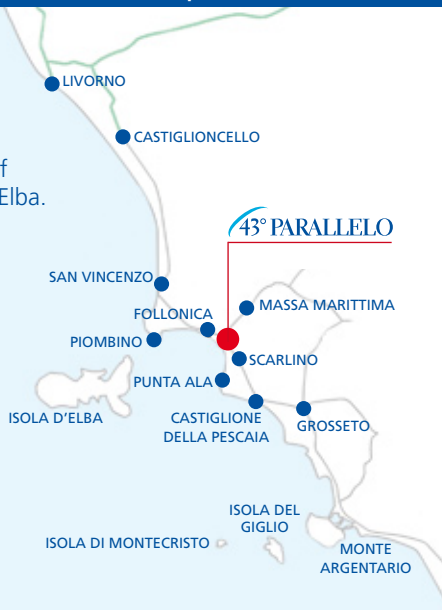 LIVORNO
CASTIGLIONCELLO
f
Elba.
43° PARALLELO
SAN VINCENZO
MASSA MARITTIMA
FOLLONICA
PIOMBINO
SCARLINO
PUNTA ALA
ISOLA D'ELBA
CASTIGLIONE
DELLA PESCAIA
GROSSETO
ISOLA DEL
GIGLIO
ISOLA DI MONTECRISTO
MONTE
ARGENTARIO